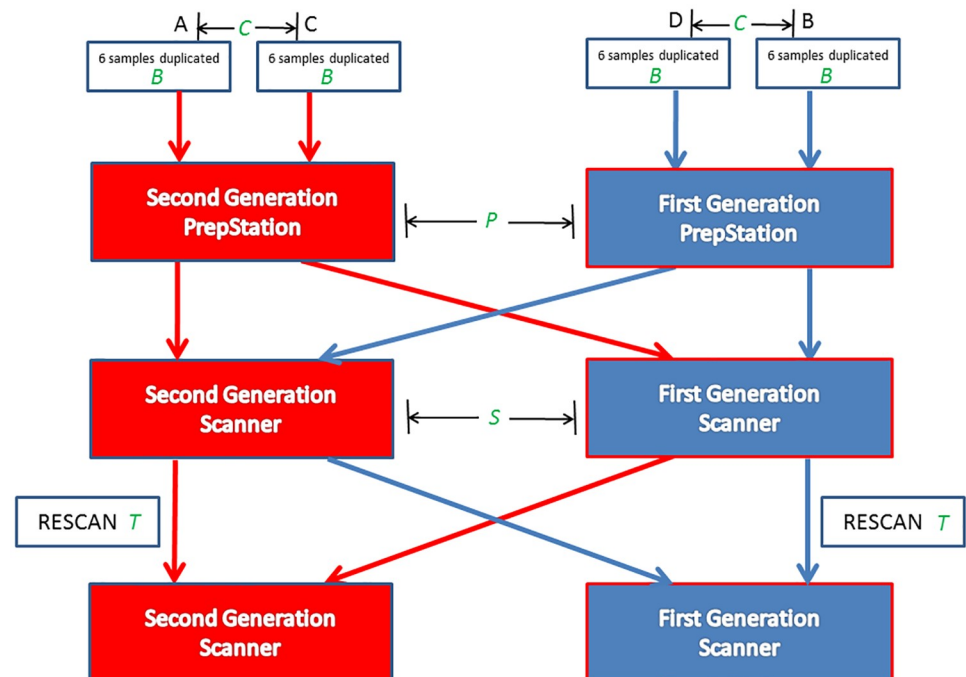 A C C
D C B
6 samples duplicated
B
6 samples duplicated
B
6 samples duplicated
B
6 samples duplicated
B
Second Generation
PrepStation
P
First Generation
PrepStation
Second Generation
Scanner
S
First Generation
Scanner
RESCAN T
RESCAN T
Second Generation
Scanner
First Generation
Scanner